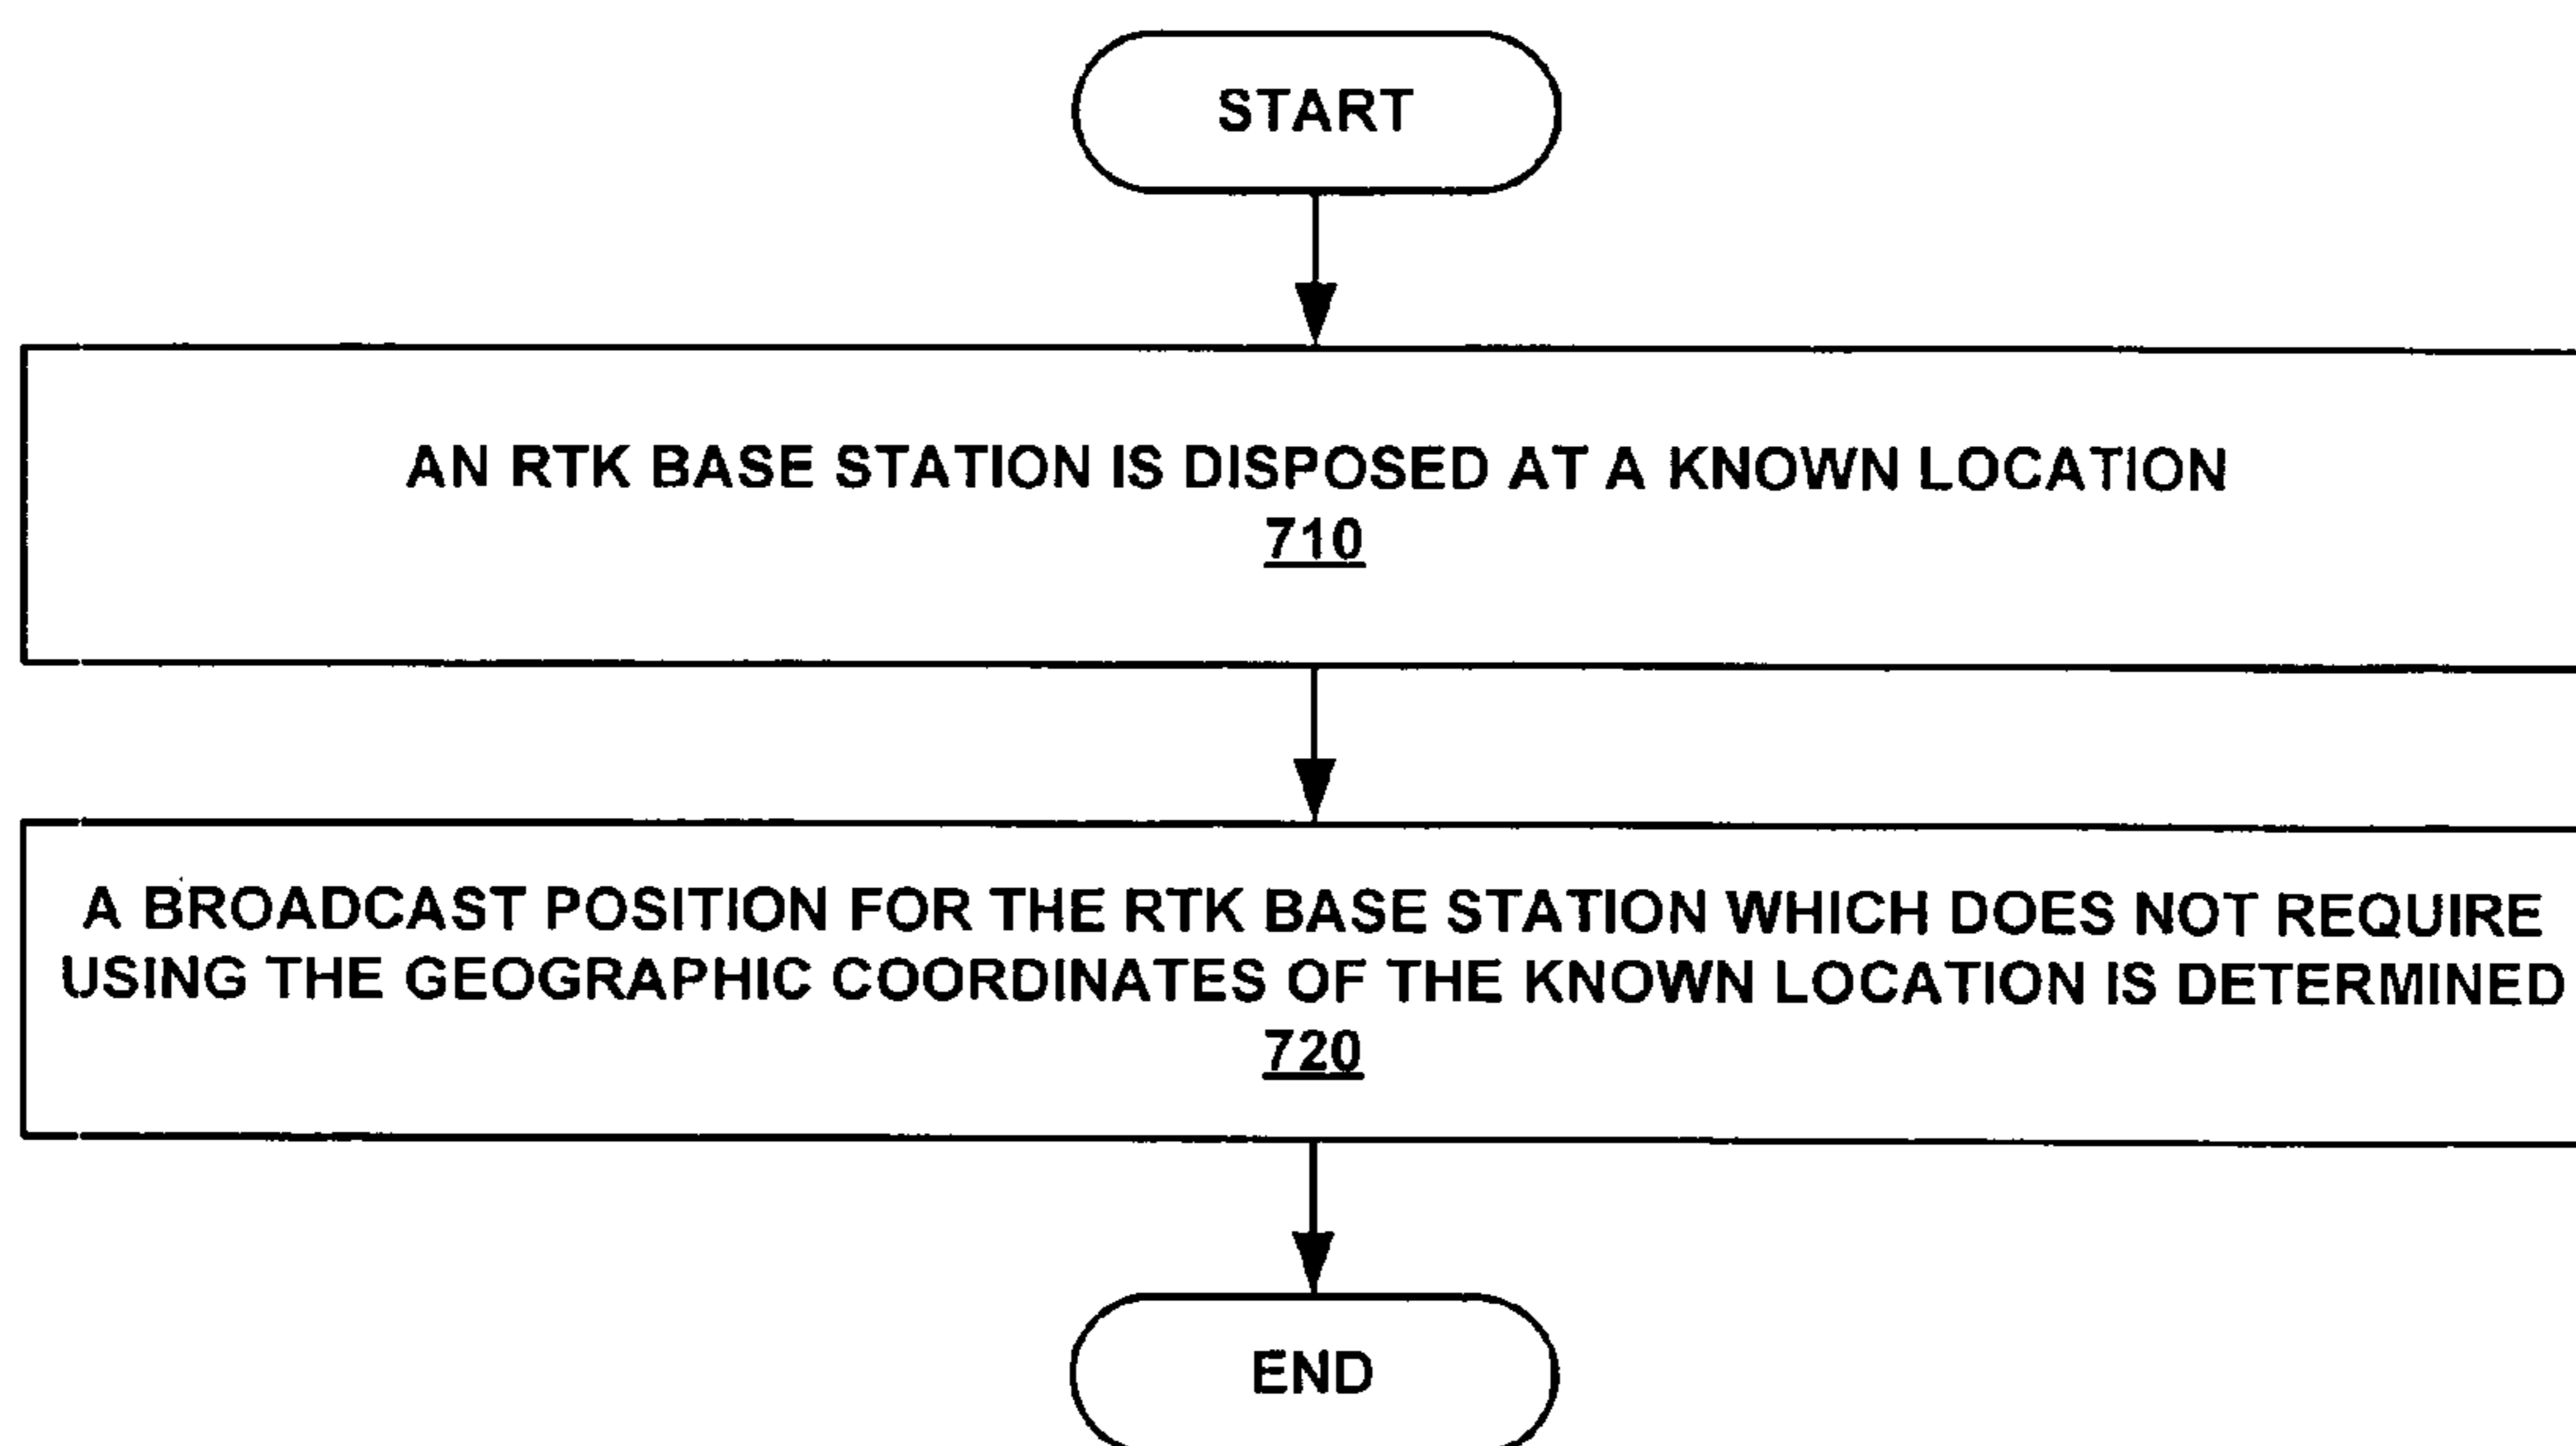 START
AN RTK BASE STATION IS DISPOSED AT A KNOWN LOCATION
710
A BROADCAST POSITION FOR THE RTK BASE STATION WHICH DOES NOT REQUIRE
USING THE GEOGRAPHIC COORDINATES OF THE KNOWN LOCATION IS DETERMINED
720
END